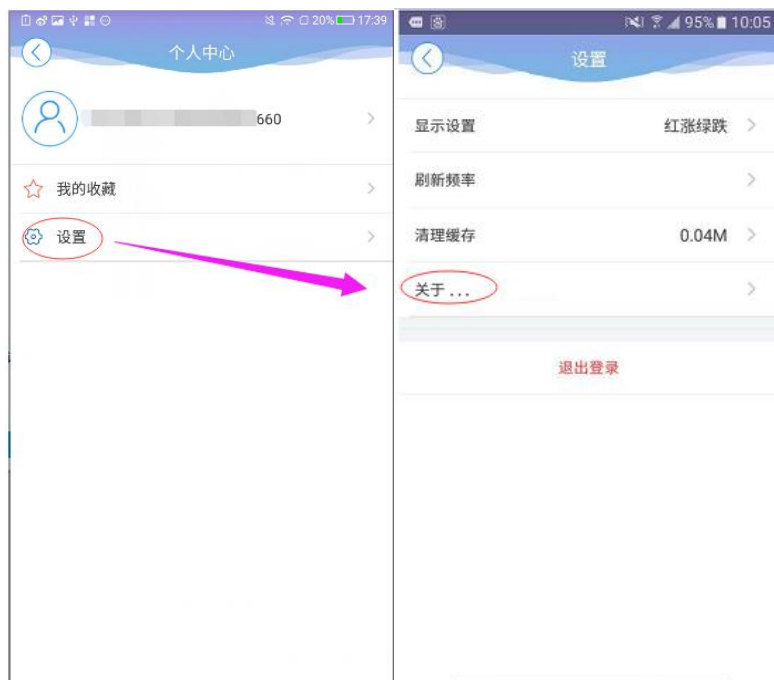 20% 17:39
个人中心
660
我的收藏
设置
95% 10:05
设置
显示设置 红涨绿跌
刷新频率
清理缓存 0.04M
关于 ...
退出登录